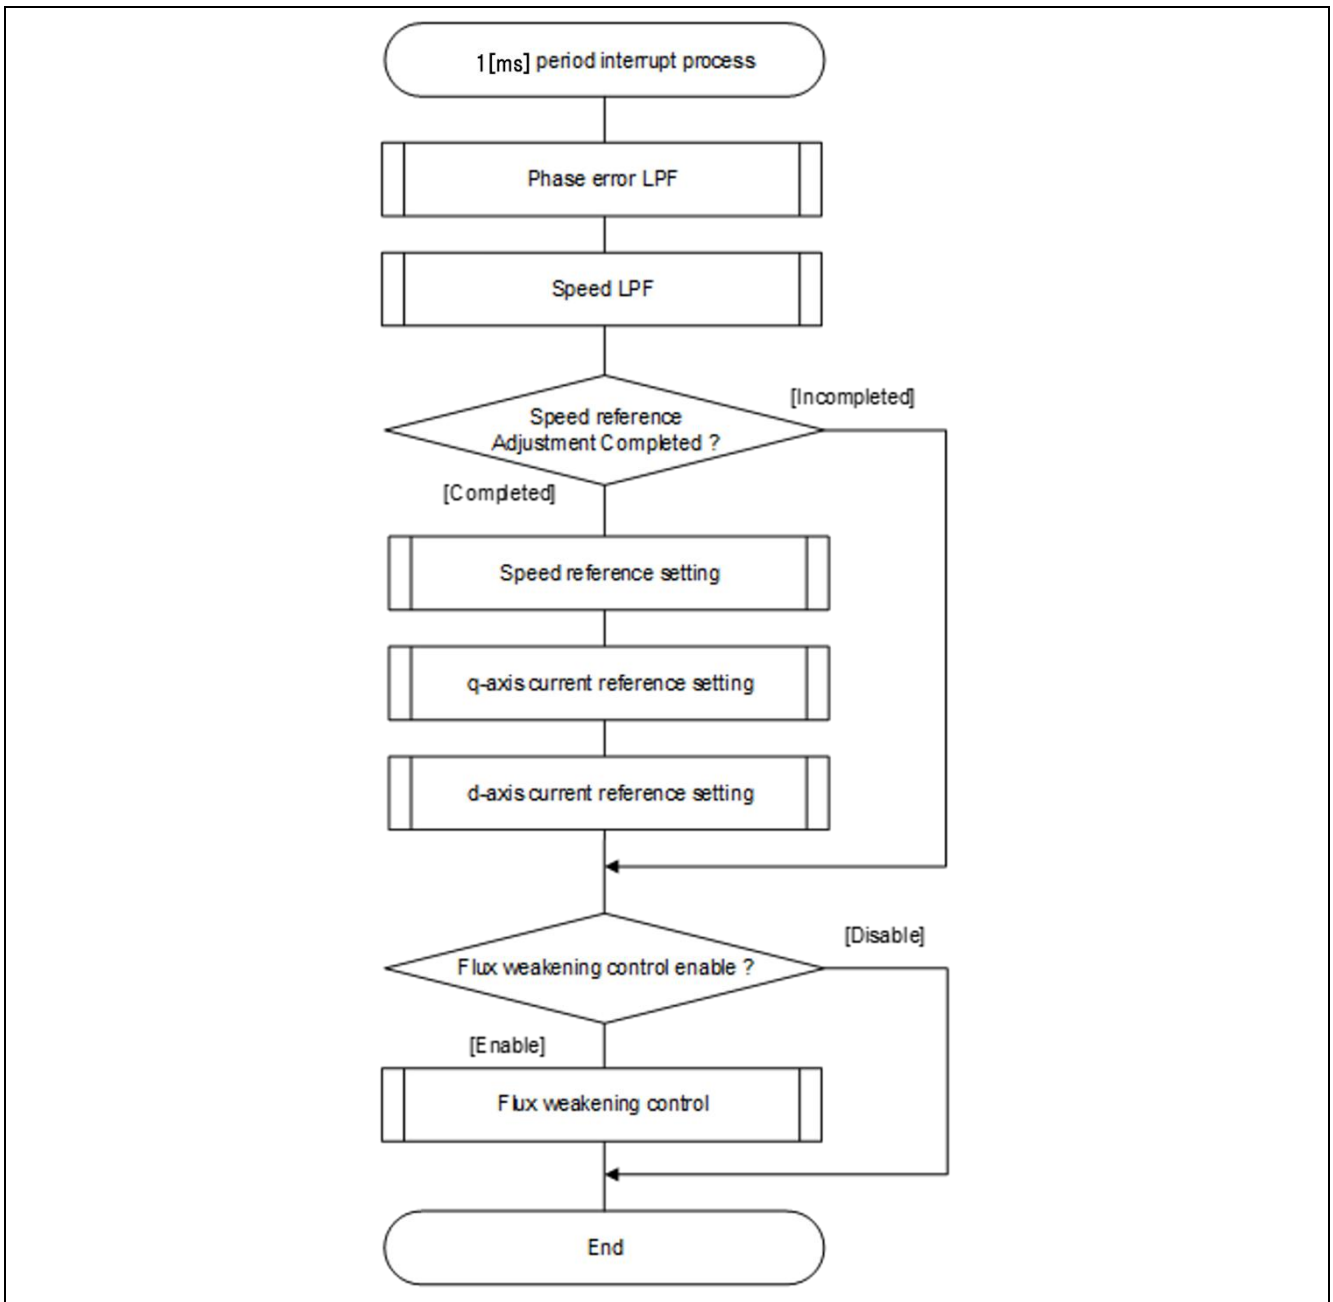 1[ms] period interrupt process
Phase error LPF
Speed LPF
[Incompleted]
Speed reference
Adjustment Completed ?
[Completed]
Speed reference setting
q-axis current reference setting
d-axis current reference setting
[Disable]
Flux weakening control enable ?
[Enable]
Flux weakening control
End